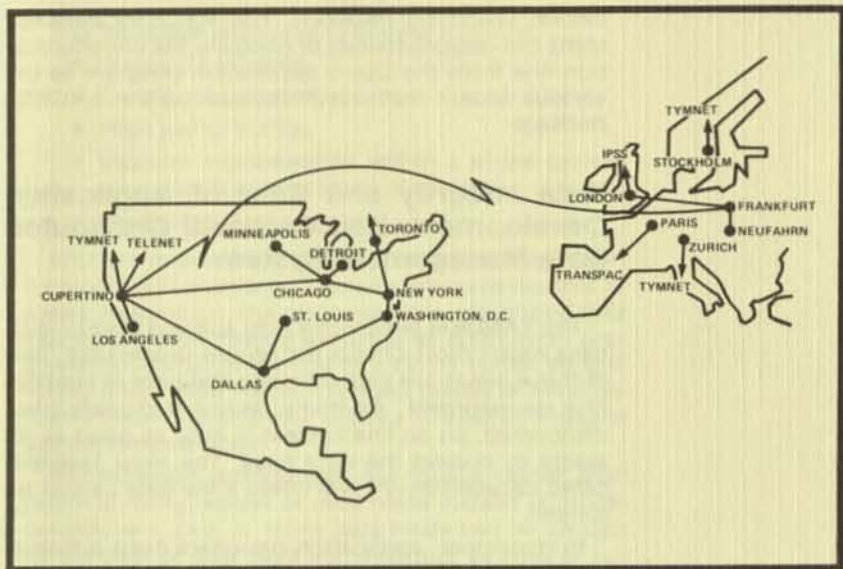 TYMNET
IPSS
STOCKHOLM
LONDON
FRANKFURT
PARIS
NEUFAHRN
ZURICH
TRANSPAC
TYMNET
TORONTO
MINNEAPOLIS
TYMNET TELENET
DETROIT
CUPERTINO
CHICAGO
NEW YORK
ST. LOUIS
WASHINGTON, D.C.
LOS ANGELES
DALLAS